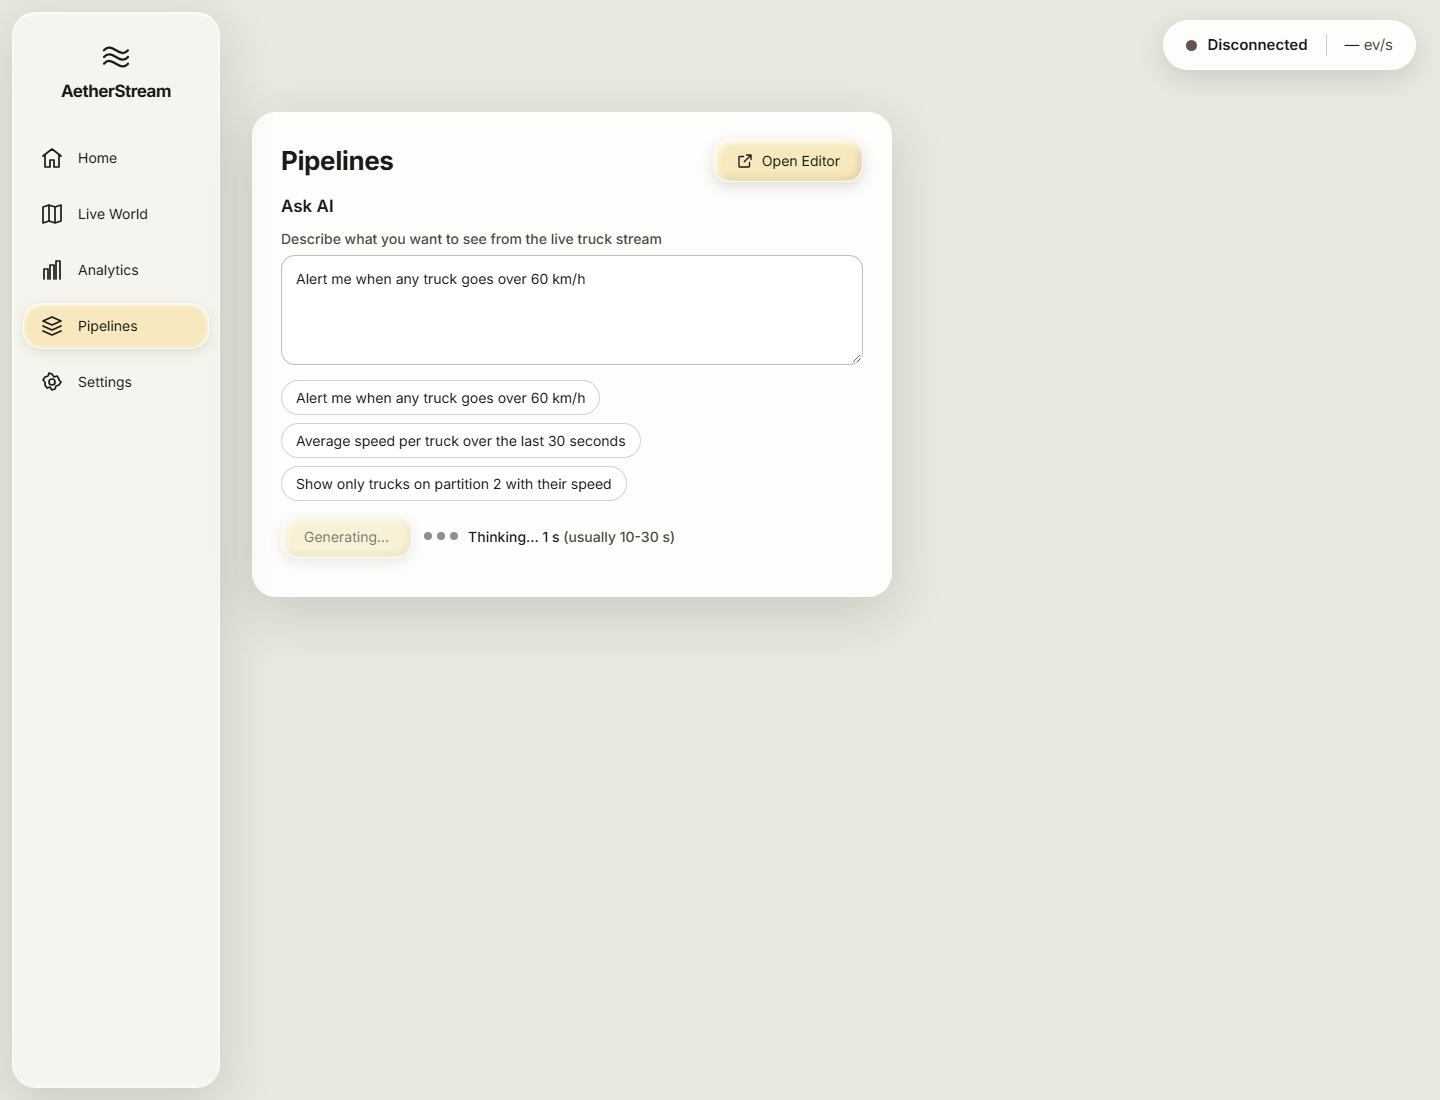 AetherStream
Home
Live World
Analytics
Pipelines
Settings
Disconnected
— ev/s
Pipelines
Open Editor
Ask AI
Describe what you want to see from the live truck stream
Alert me when any truck goes over 60 km/h
Alert me when any truck goes over 60 km/h
Average speed per truck over the last 30 seconds
Show only trucks on partition 2 with their speed
Generating...
Thinking... 1 s (usually 10-30 s)